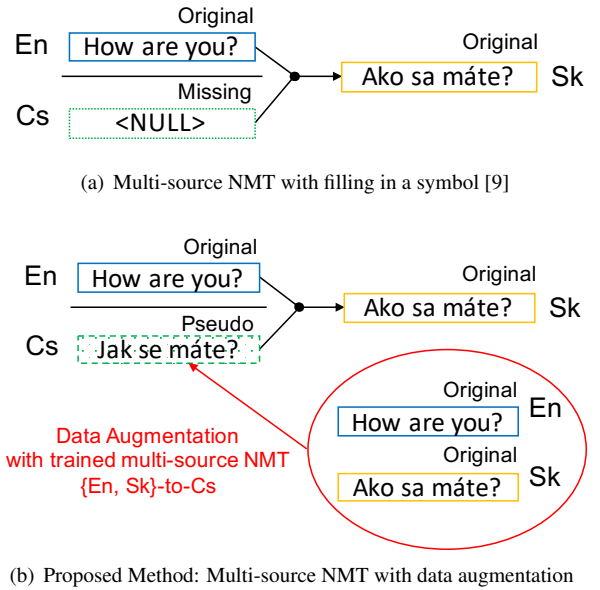 Original
En How are you?
Original
Ako sa máte? Sk
Missing
Cs <NULL>
(a) Multi-source NMT with filling in a symbol [9]
Original
En How are you?
Original
Ako sa máte? Sk
Pseudo
Cs Jak se máte?
Original
How are you? En
Original
Ako sa máte? Sk
Data Augmentation
with trained multi-source NMT
{En, Sk}-to-Cs
(b) Proposed Method: Multi-source NMT with data augmentation